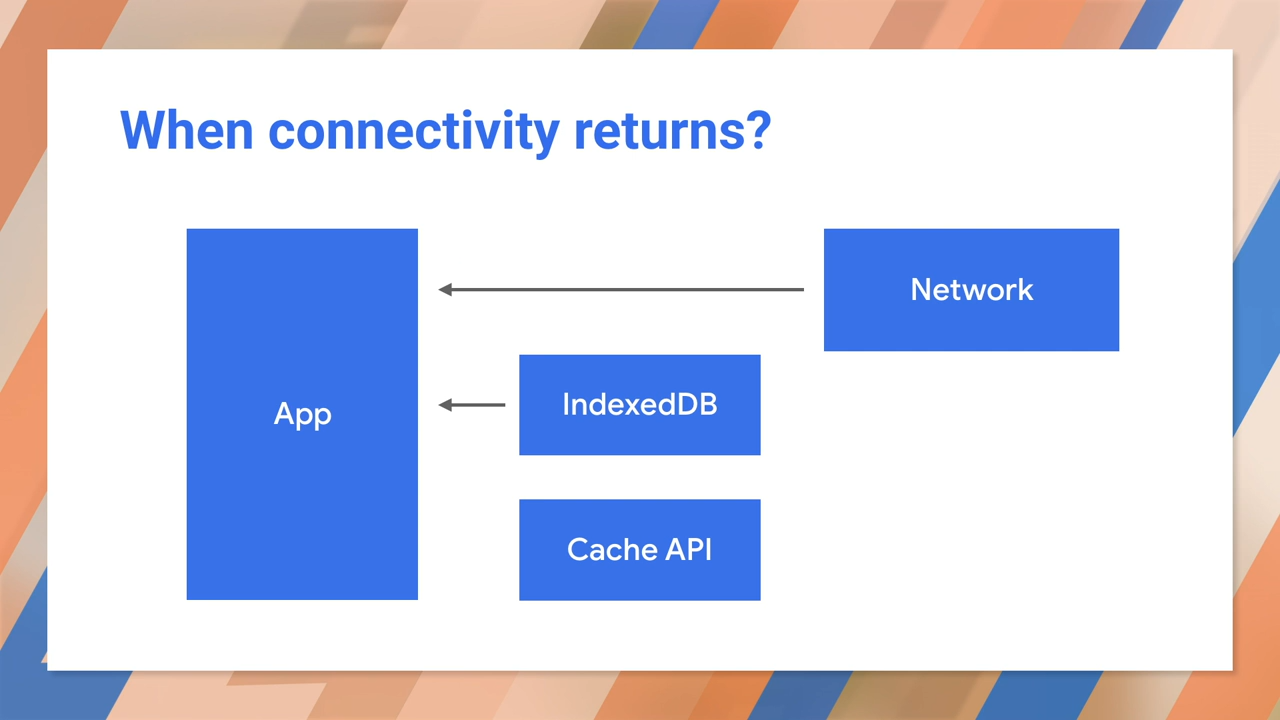 When connectivity returns?
Network
IndexedDB
App
Cache API